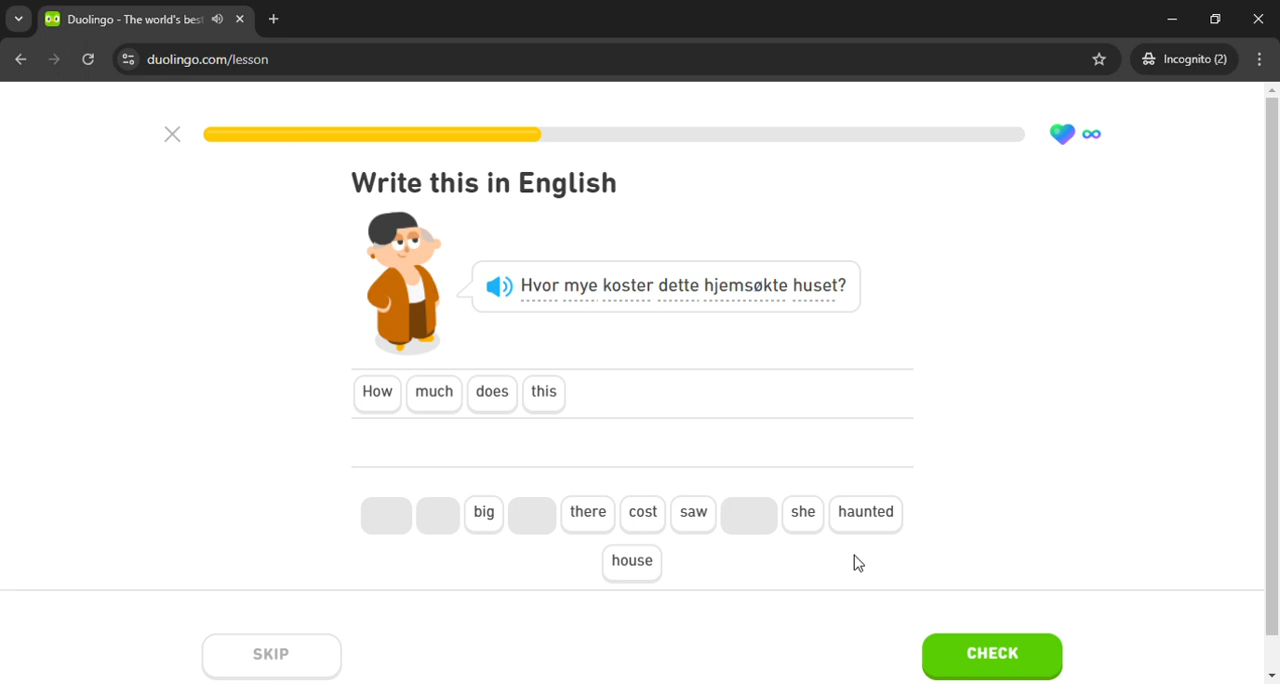 Duolingo - The world's best
duolingo.com/lesson
Incognito (2)
Write this in English
Hvor mye koster dette hjemsøkte huset?
How much does this
big there cost saw she haunted
house
SKIP
CHECK